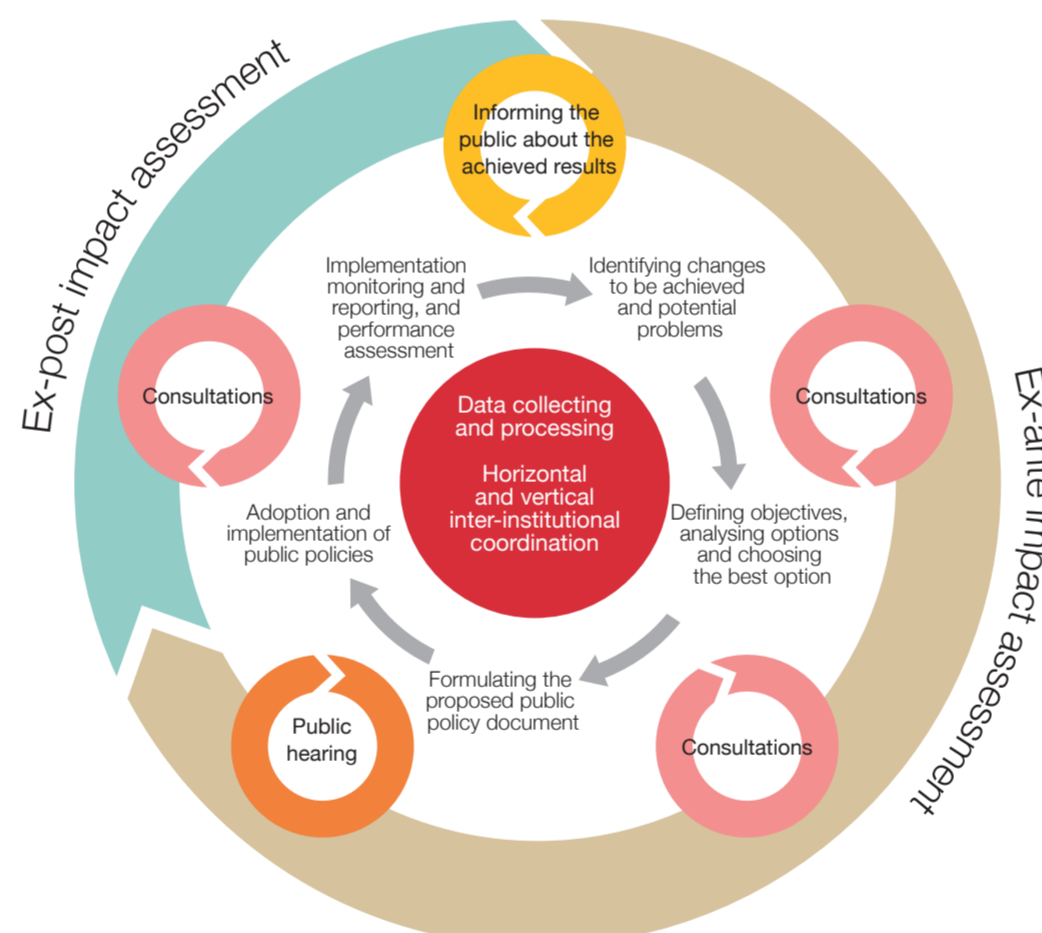 Ex-post impact assessment
Informing the
public about the
achieved results
Implementation
monitoring and
reporting, and
performance
assessment
Identifying changes
to be achieved
and potential
problems
Consultations
Consultations
Data collecting
and processing
Horizontal
and vertical
inter-institutional
coordination
Ex-ante impact assessment
Adoption and
implementation of
public policies
Defining objectives,
analysing options
and choosing
the best option
Formulating the
proposed public
policy document
Public
hearing
Consultations